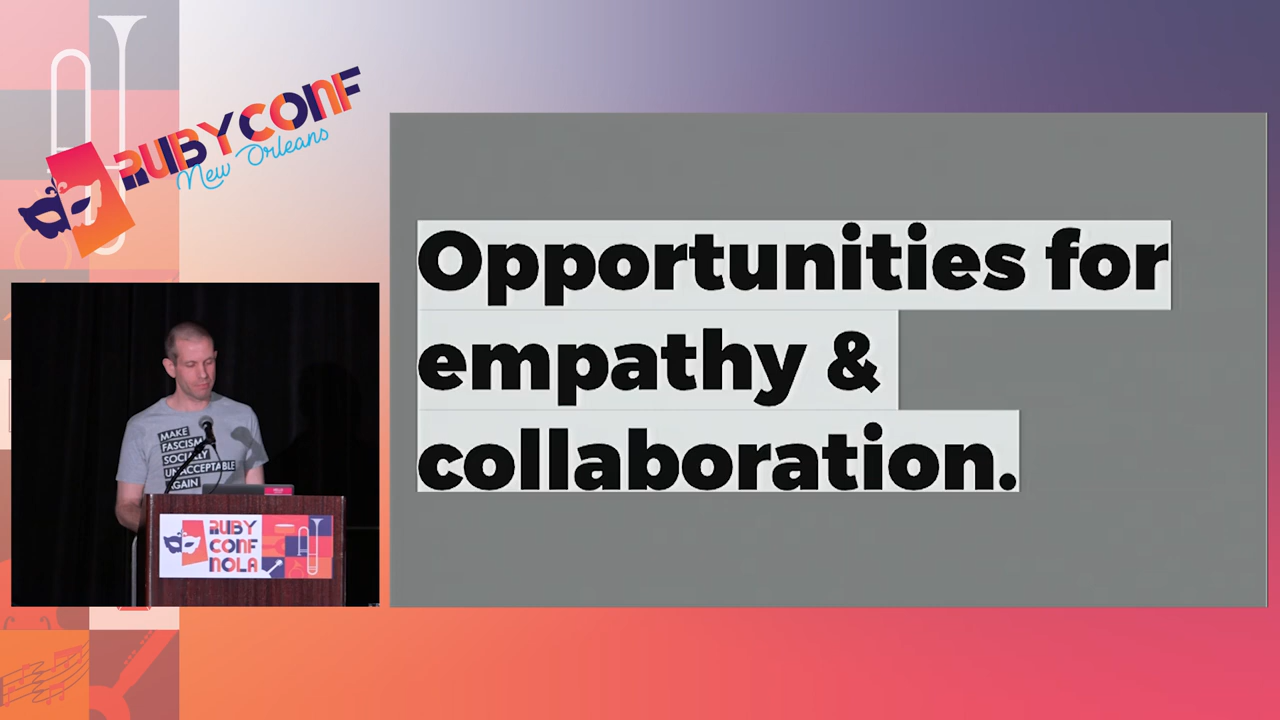 RUBYCONF
New Orleans
Opportunities for
empathy &
collaboration.
MAKE
FASCISM
SOCIALLY
UNACCEPTABLE
AGAIN
RUBY
CONF
NOLA